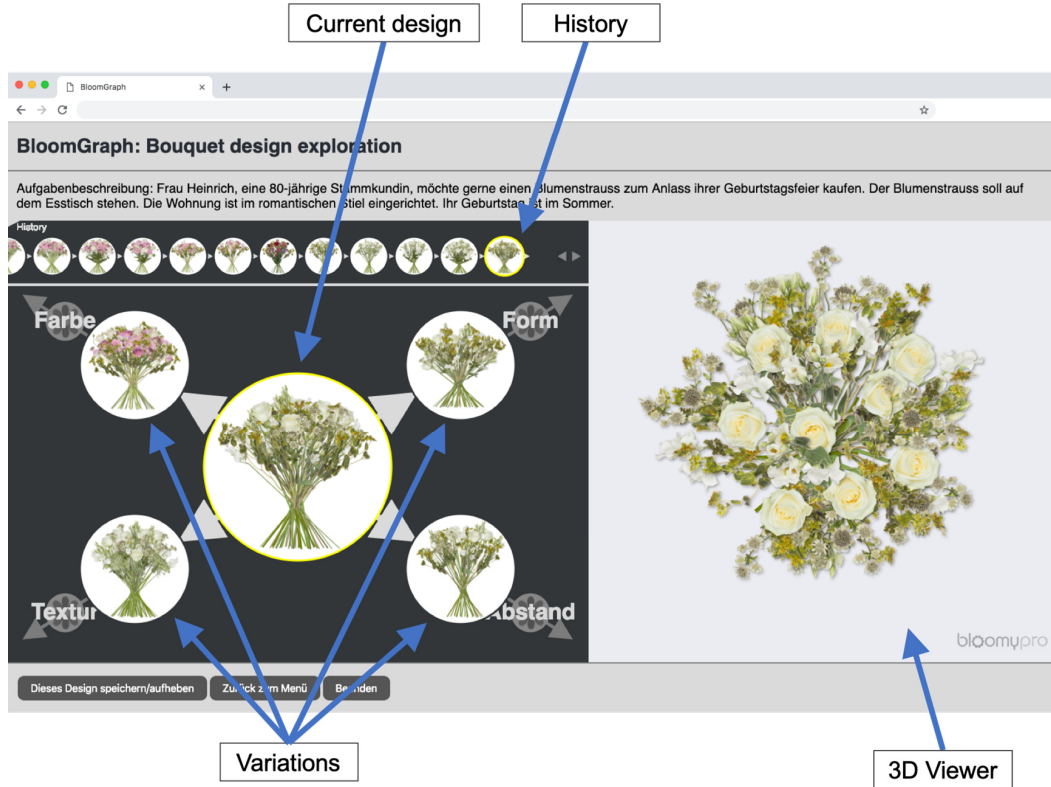 Current design
History
BloomGraph
BloomGraph: Bouquet design exploration
Aufgabenbeschreibung: Frau Heinrich, eine 80-jährige Stammkundin, möchte gerne einen Blumenstrauss zum Anlass ihrer Geburtstagsfeier kaufen. Der Blumenstrauss soll auf
dem Esstisch stehen. Die Wohnung ist im romantischen Stiel eingerichtet. Ihr Geburtstag ist im Sommer.
History
Farbe
Form
Textur
Abstand
bloomypro
Dieses Design speichern/aufheben
Zurück zum Menü
Beenden
Variations
3D Viewer